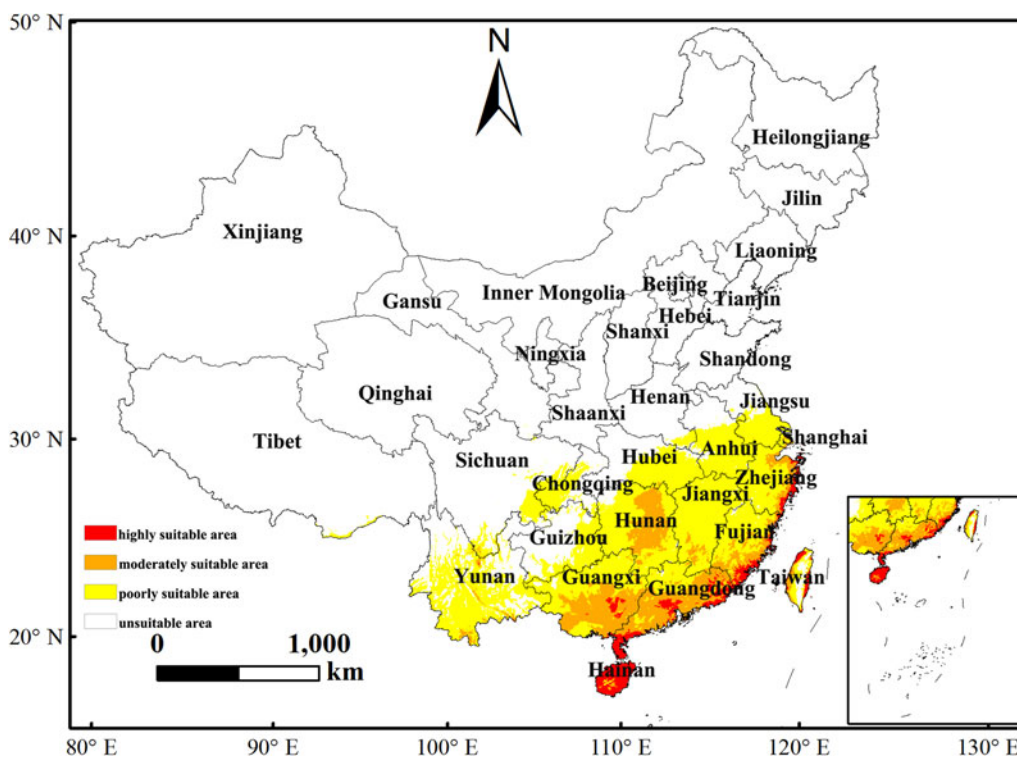 50° N
N
Heilongjiang
Jilin
40° N
Xinjiang
Liaoning
Beijing
Gansu
Inner Mongolia
Tianjin
Hebei
Shanxi
Ningxia
Shandong
Qinghai
Henan
Jiangsu
Shaanxi
30° N
Tibet
Shanghai
Anhui
Hubei
Sichuan
Zhejiang
Chongqing
Jiangxi
Hunan
highly suitable area
Guizhou
Fujian
moderately suitable area
Yunan
Guangxi
Taiwan
Guangdong
poorly suitable area
unsuitable area
20° N
0
1,000
km
Hainan
80° E
90° E
100° E
110° E
120° E
130° E